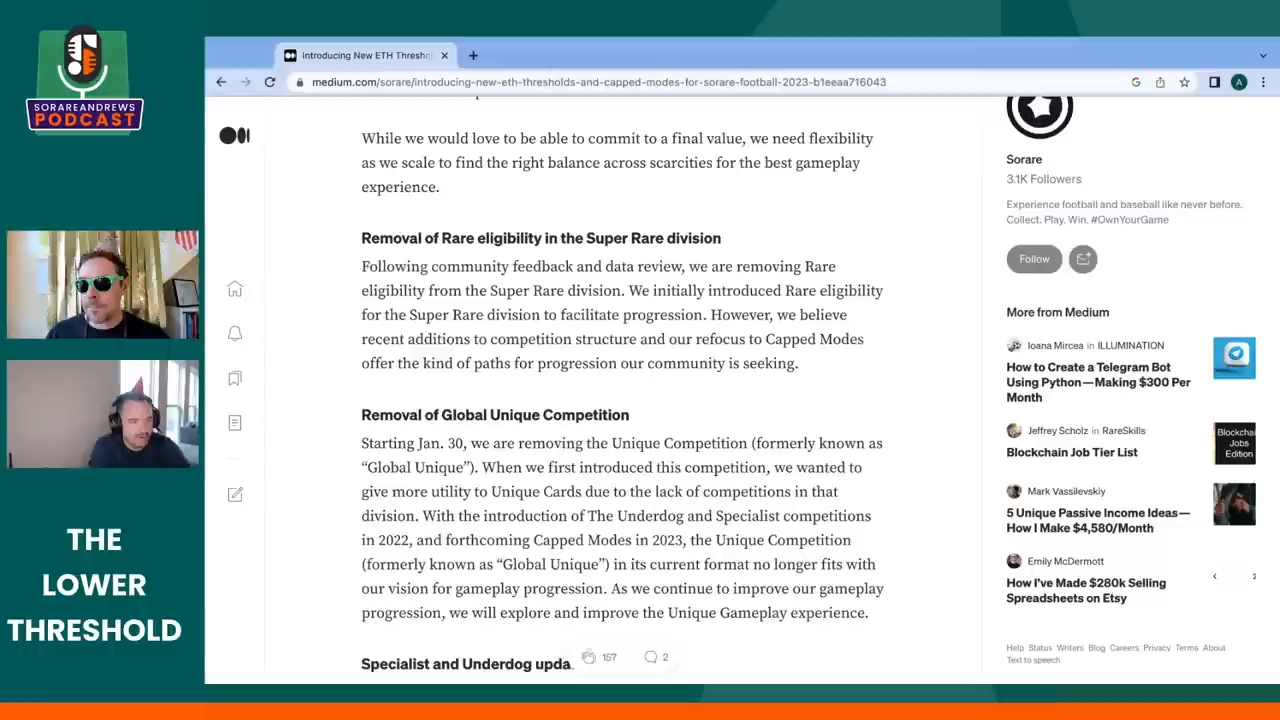 SORAREANDREWS
PODCAST
THE
LOWER
THRESHOLD
Introducing New ETH Thresho
medium.com/sorare/introducing-new-eth-thresholds-and-capped-modes-for-sorare-football-2023-b1eeaa716043
A
While we would love to be able to commit to a final value, we need flexibility
as we scale to find the right balance across scarcities for the best gameplay
experience.
Removal of Rare eligibility in the Super Rare division
Following community feedback and data review, we are removing Rare
eligibility from the Super Rare division. We initially introduced Rare eligibility
for the Super Rare division to facilitate progression. However, we believe
recent additions to competition structure and our refocus to Capped Modes
offer the kind of paths for progression our community is seeking.
Removal of Global Unique Competition
Starting Jan. 30, we are removing the Unique Competition (formerly known as
“Global Unique”). When we first introduced this competition, we wanted to
give more utility to Unique Cards due to the lack of competitions in that
division. With the introduction of The Underdog and Specialist competitions
in 2022, and forthcoming Capped Modes in 2023, the Unique Competition
(formerly known as “Global Unique”) in its current format no longer fits with
our vision for gameplay progression. As we continue to improve our gameplay
progression, we will explore and improve the Unique Gameplay experience.
Specialist and Underdog upda
157
2
Sorare
3.1K Followers
Experience football and baseball like never before.
Collect. Play. Win. #OwnYourGame
Follow
More from Medium
Ioana Mircea in ILLUMINATION
How to Create a Telegram Bot
Using Python—Making $300 Per
Month
Jeffrey Scholz in RareSkills
Blockchain Job Tier List
Blockchai
Jobs
Edition
Mark Vassilevskiy
5 Unique Passive Income Ideas—
How I Make $4,580/Month
Emily McDermott
How I’ve Made $280k Selling
Spreadsheets on Etsy
Help Status Writers Blog Careers Privacy Terms About
Text to speech